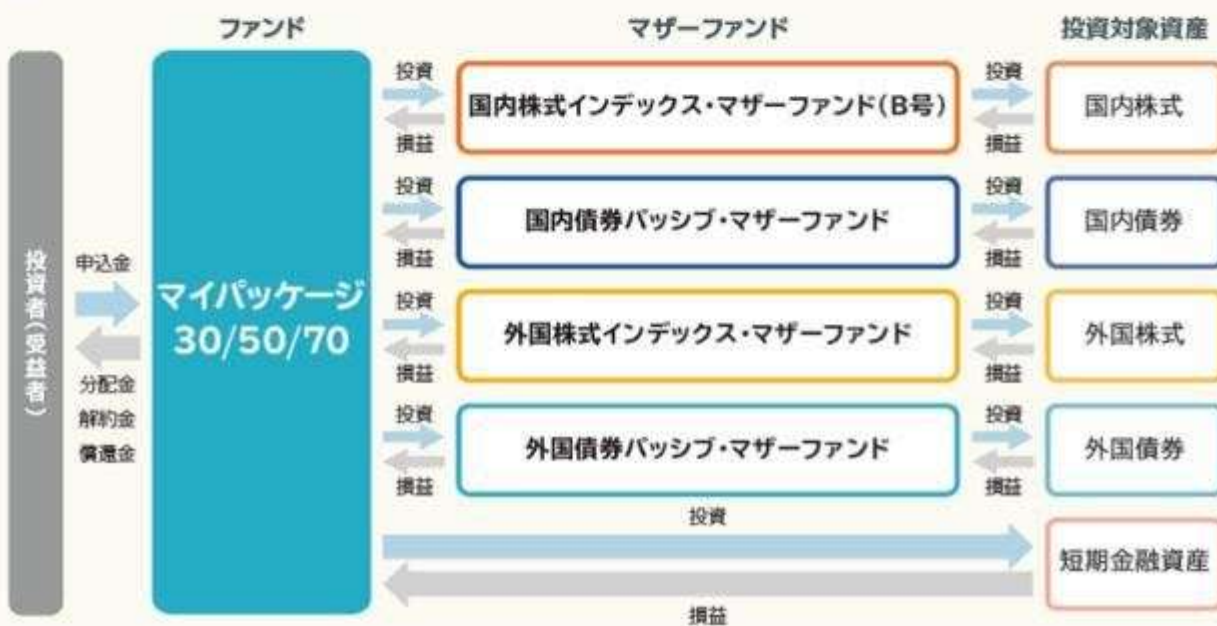 ファンド
マザーファンド
投資対象資産
投資者(受益者)
申込金
分配金
解約金
償還金
マイパッケージ
30/50/70
投資
国内株式インデックス・マザーファンド(B号)
損益
投資
国内株式
損益
投資
国内債券パッシブ・マザーファンド
損益
投資
国内債券
損益
投資
外国株式インデックス・マザーファンド
損益
投資
外国株式
損益
投資
外国債券パッシブ・マザーファンド
損益
投資
外国債券
損益
投資
短期金融資産
損益